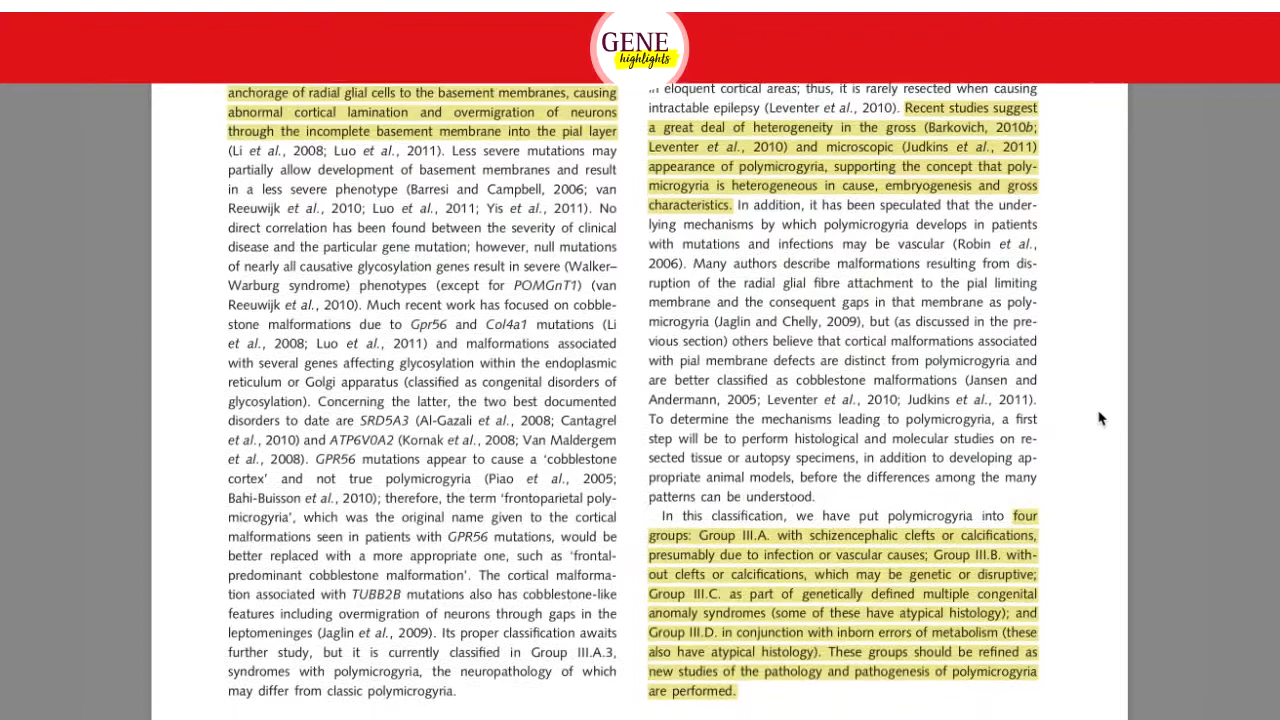 GENE
highlights
anchorage of radial glial cells to the basement membranes, causing
abnormal cortical lamination and overmigration of neurons
through the incomplete basement membrane into the pial layer
(Li et al., 2008; Luo et al., 2011). Less severe mutations may
partially allow development of basement membranes and result
in a less severe phenotype (Barresi and Campbell, 2006; van
Reeuwijk et al., 2010; Luo et al., 2011; Yis et al., 2011). No
direct correlation has been found between the severity of clinical
disease and the particular gene mutation; however, null mutations
of nearly all causative glycosylation genes result in severe (Walker–
Warburg syndrome) phenotypes (except for POMGnT1) (van
Reeuwijk et al., 2010). Much recent work has focused on cobble-
stone malformations due to Gpr56 and Col4a1 mutations (Li
et al., 2008; Luo et al., 2011) and malformations associated
with several genes affecting glycosylation within the endoplasmic
reticulum or Golgi apparatus (classified as congenital disorders of
glycosylation). Concerning the latter, the two best documented
disorders to date are SRD5A3 (Al-Gazali et al., 2008; Cantagrel
et al., 2010) and ATP6V0A2 (Kornak et al., 2008; Van Maldergem
et al., 2008). GPR56 mutations appear to cause a ‘cobblestone
cortex’ and not true polymicrogyria (Piao et al., 2005;
Bahi-Buisson et al., 2010); therefore, the term ‘frontoparietal poly-
microgyria’, which was the original name given to the cortical
malformations seen in patients with GPR56 mutations, would be
better replaced with a more appropriate one, such as ‘frontal-
predominant cobblestone malformation’. The cortical malforma-
tion associated with TUBB2B mutations also has cobblestone-like
features including overmigration of neurons through gaps in the
leptomeninges (Jaglin et al., 2009). Its proper classification awaits
further study, but it is currently classified in Group III.A.3,
syndromes with polymicrogyria, the neuropathology of which
may differ from classic polymicrogyria.
in eloquent cortical areas; thus, it is rarely resected when causing
intractable epilepsy (Leventer et al., 2010). Recent studies suggest
a great deal of heterogeneity in the gross (Barkovich, 2010b;
Leventer et al., 2010) and microscopic (Judkins et al., 2011)
appearance of polymicrogyria, supporting the concept that poly-
microgyria is heterogeneous in cause, embryogenesis and gross
characteristics. In addition, it has been speculated that the under-
lying mechanisms by which polymicrogyria develops in patients
with mutations and infections may be vascular (Robin et al.,
2006). Many authors describe malformations resulting from dis-
ruption of the radial glial fibre attachment to the pial limiting
membrane and the consequent gaps in that membrane as poly-
microgyria (Jaglin and Chelly, 2009), but (as discussed in the pre-
vious section) others believe that cortical malformations associated
with pial membrane defects are distinct from polymicrogyria and
are better classified as cobblestone malformations (Jansen and
Andermann, 2005; Leventer et al., 2010; Judkins et al., 2011).
To determine the mechanisms leading to polymicrogyria, a first
step will be to perform histological and molecular studies on re-
sected tissue or autopsy specimens, in addition to developing ap-
propriate animal models, before the differences among the many
patterns can be understood.
In this classification, we have put polymicrogyria into four
groups: Group III.A. with schizencephalic clefts or calcifications,
presumably due to infection or vascular causes; Group III.B. with-
out clefts or calcifications, which may be genetic or disruptive;
Group III.C. as part of genetically defined multiple congenital
anomaly syndromes (some of these have atypical histology); and
Group III.D. in conjunction with inborn errors of metabolism (these
also have atypical histology). These groups should be refined as
new studies of the pathology and pathogenesis of polymicrogyria
are performed.